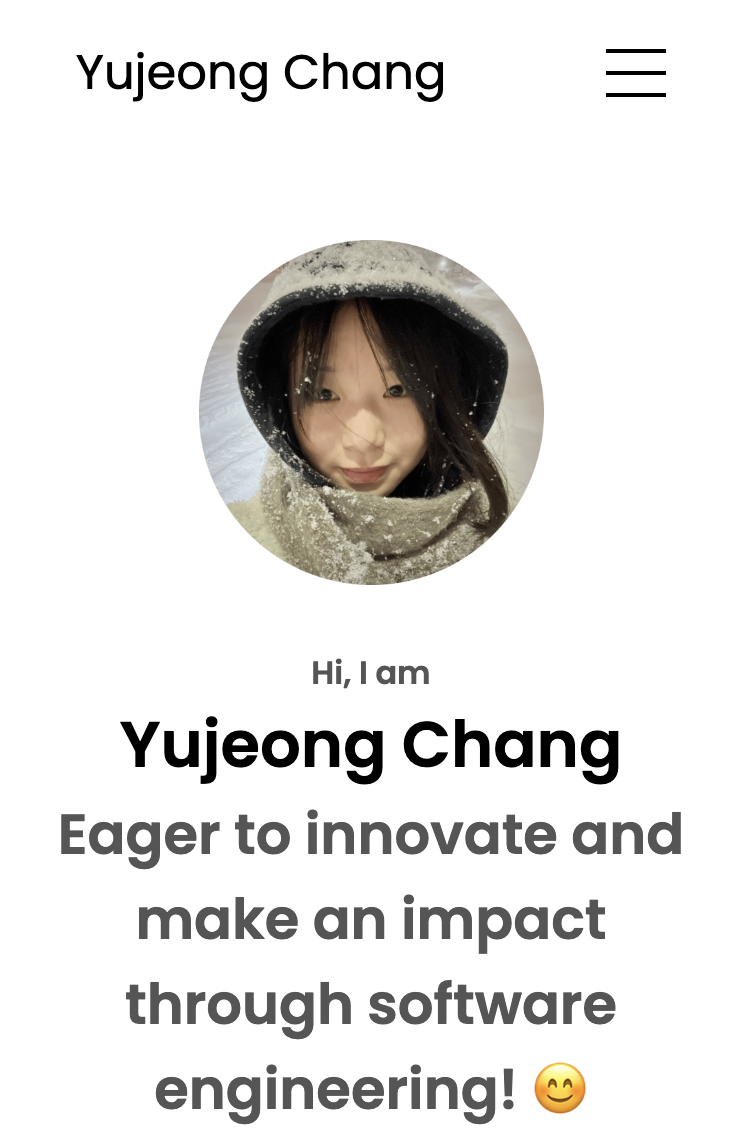 Yujeong Chang
Hi, I am
Yujeong Chang
Eager to innovate and
make an impact
through software
engineering! 😊